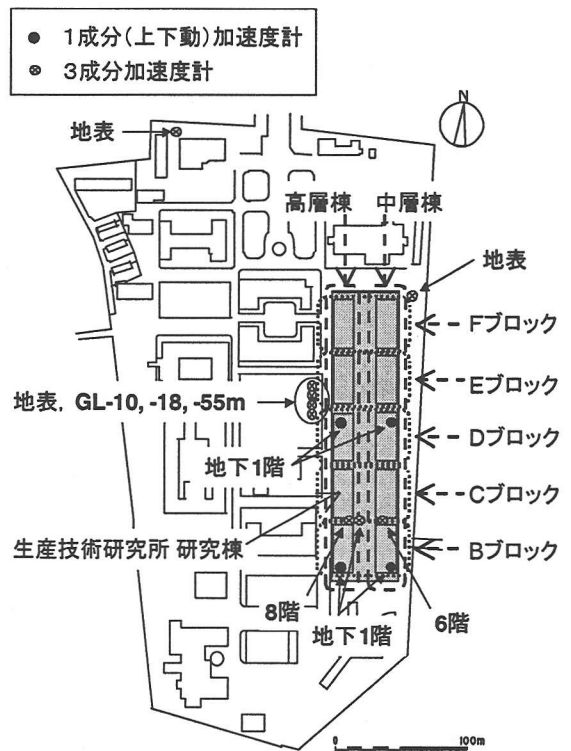 ● 1成分(上下動)加速度計
⊗ 3成分加速度計
地表
N
高層棟 中層棟
地表
Fブロック
Eブロック
地表, GL-10, -18, -55m
Dブロック
地下1階
Cブロック
生産技術研究所 研究棟
Bブロック
8階
地下1階
6階
0 100m